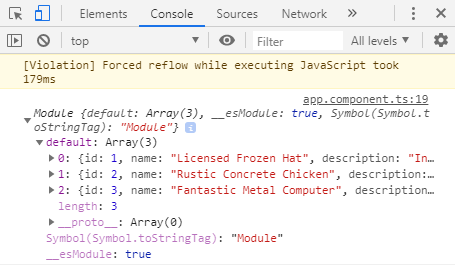 Elements Console Sources Network »
top Filter All levels ▼
[Violation] Forced reflow while executing JavaScript took
179ms
app.component.ts:19
Module {default: Array(3), __esModule: true, Symbol(Symbol.t
oStringTag): "Module"} i
▼default: Array(3)
▶0: {id: 1, name: "Licensed Frozen Hat", description: "In…
▶1: {id: 2, name: "Rustic Concrete Chicken", description:…
▶2: {id: 3, name: "Fantastic Metal Computer", description…
length: 3
▶__proto__: Array(0)
Symbol(Symbol.toStringTag): "Module"
__esModule: true